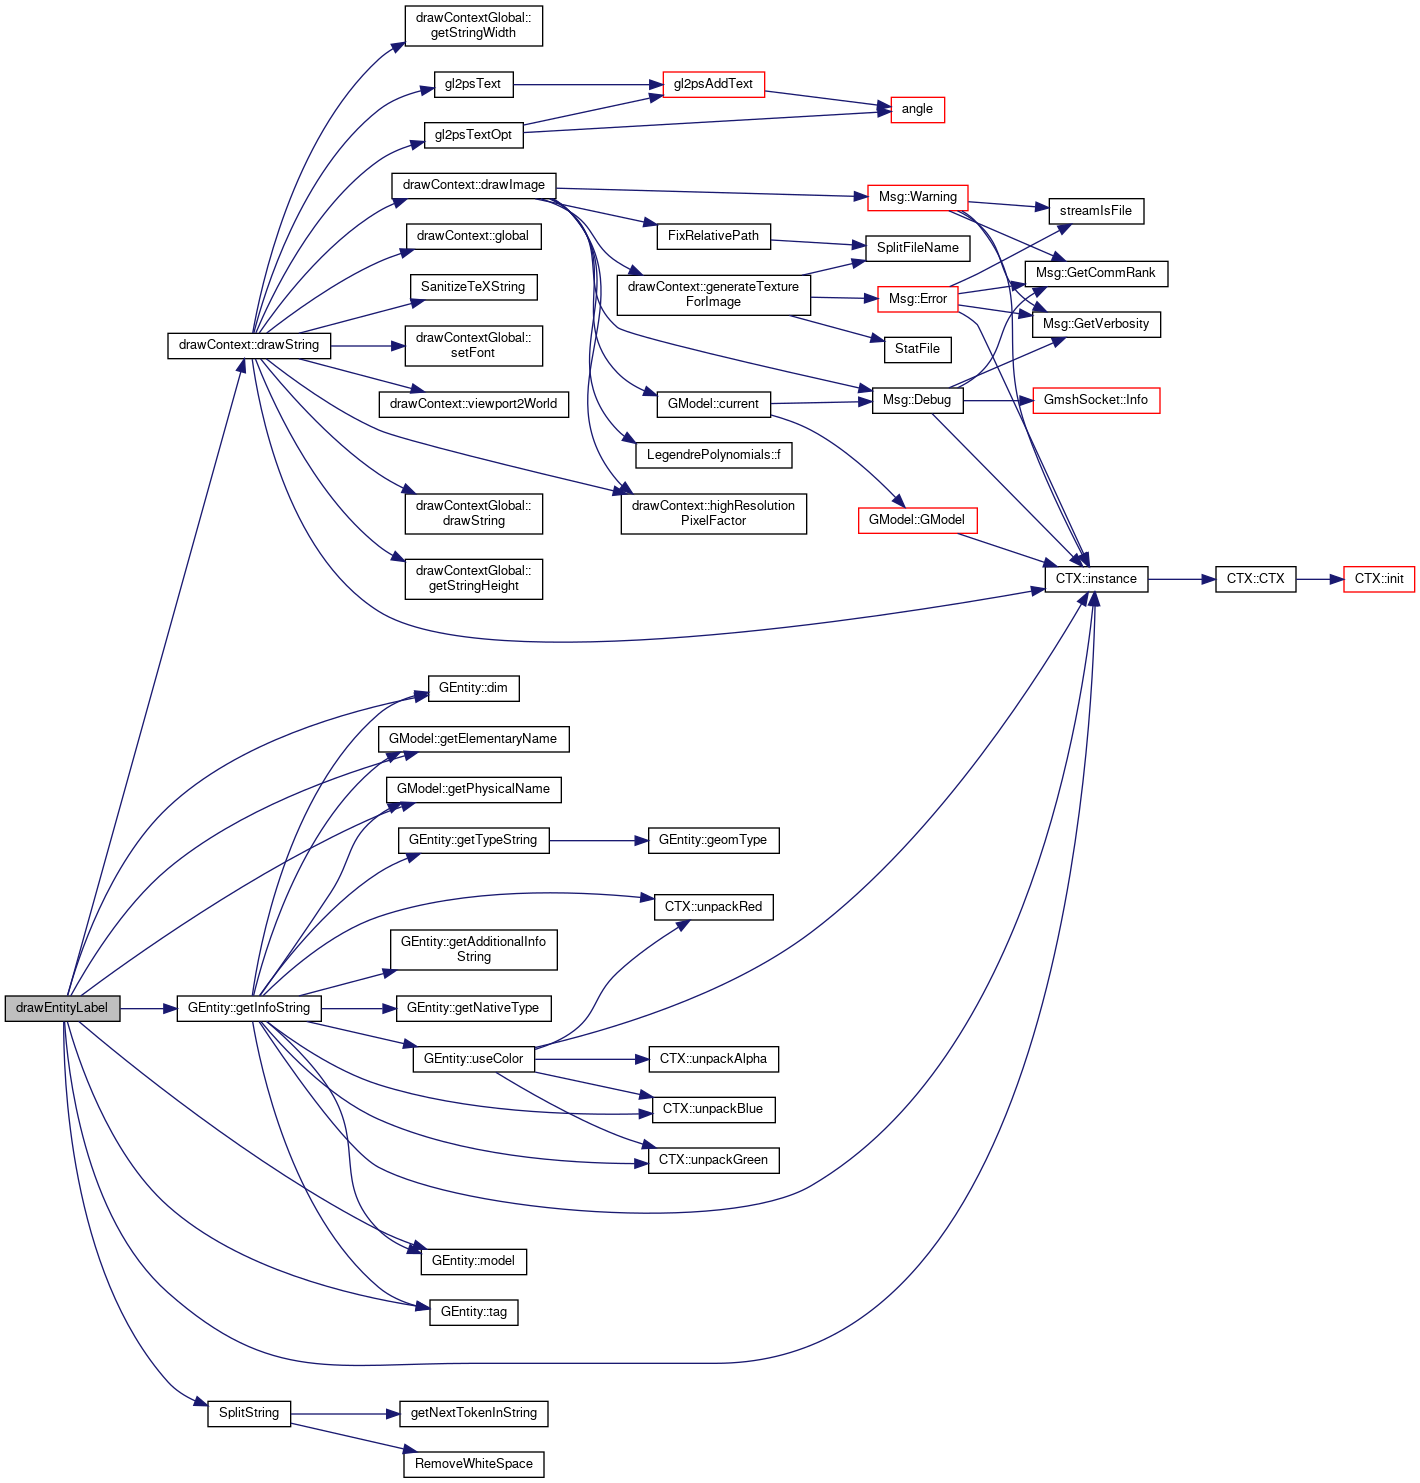 drawContextGlobal::
getStringWidth
gl2psText
gl2psAddText
angle
gl2psTextOpt
drawContext::drawImage
Msg::Warning
streamIsFile
FixRelativePath
SplitFileName
drawContext::global
Msg::GetCommRank
SanitizeTeXString
drawContext::generateTexture
ForImage
Msg::Error
Msg::GetVerbosity
drawContext::drawString
drawContextGlobal::
setFont
StatFile
drawContext::viewport2World
GModel::current
Msg::Debug
GmshSocket::Info
LegendrePolynomials::f
drawContextGlobal::
drawString
drawContext::highResolution
PixelFactor
GModel::GModel
drawContextGlobal::
getStringHeight
CTX::instance
CTX::CTX
CTX::init
GEntity::dim
GModel::getElementaryName
GModel::getPhysicalName
GEntity::getTypeString
GEntity::geomType
CTX::unpackRed
GEntity::getAdditionalInfo
String
drawEntityLabel
GEntity::getInfoString
GEntity::getNativeType
GEntity::useColor
CTX::unpackAlpha
CTX::unpackBlue
CTX::unpackGreen
GEntity::model
GEntity::tag
SplitString
getNextTokenInString
RemoveWhiteSpace